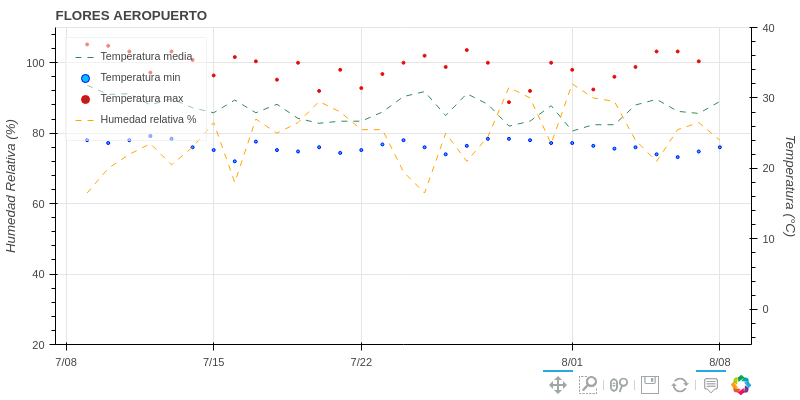 FLORES AEROPUERTO
Temperatura media
Temperatura min
Temperatura max
Humedad relativa %
Humedad Relativa (%)
100
80
60
40
20
Temperatura (°C)
40
30
20
10
0
7/08
7/15
7/22
8/01
8/08